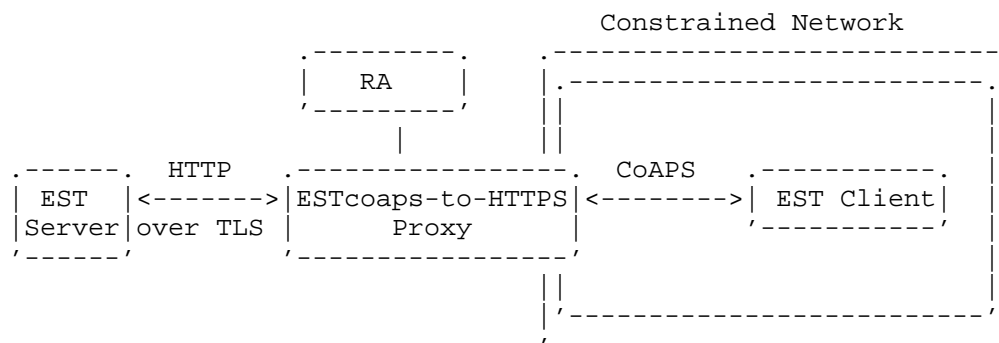 Constrained Network
RA
HTTP CoAPS
EST ESTcoaps-to-HTTPS EST Client
Server over TLS Proxy